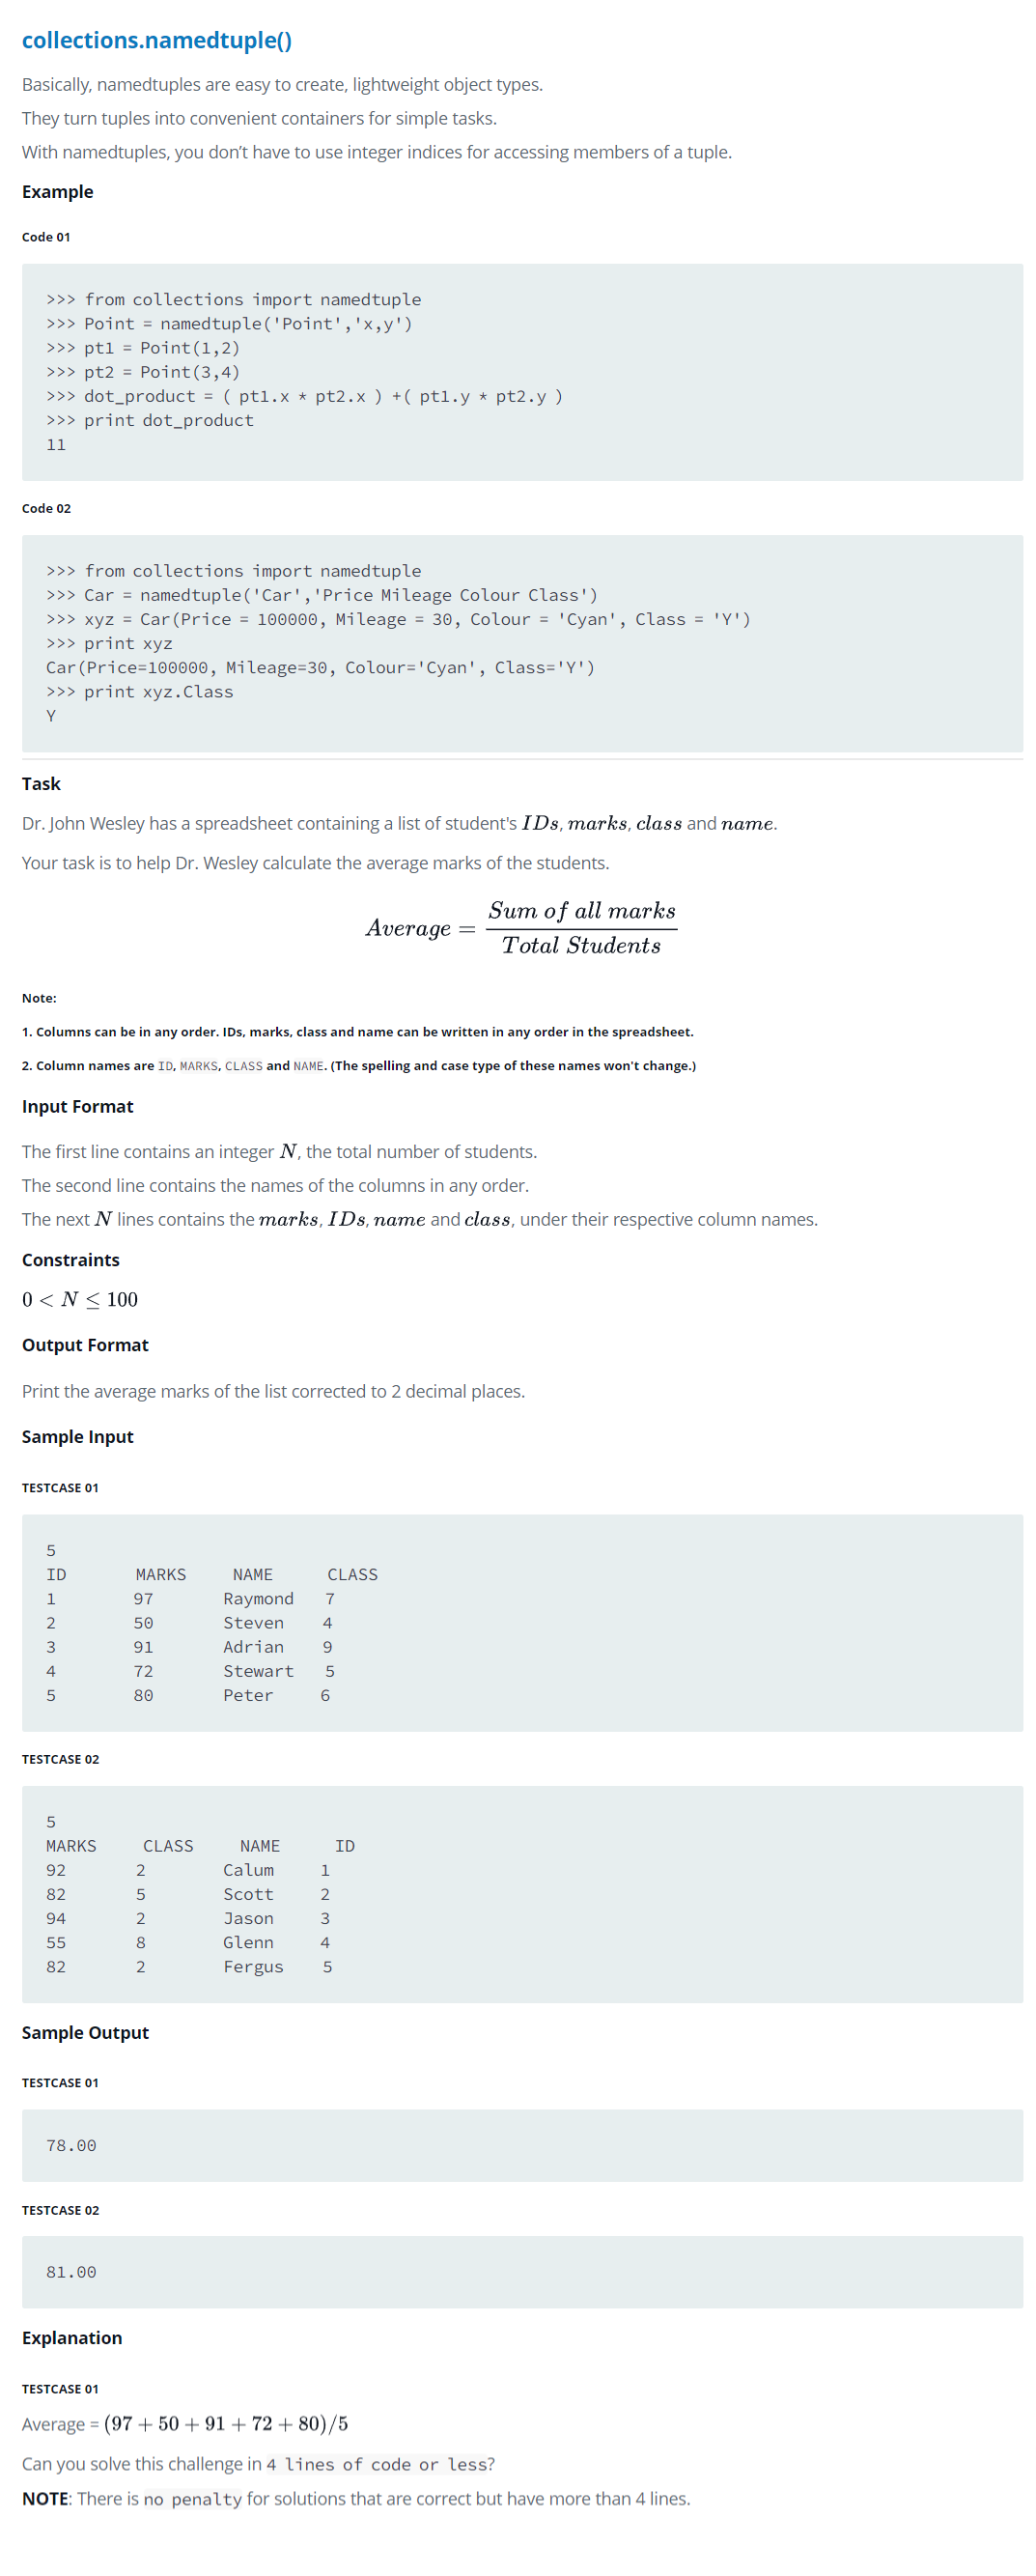 collections.namedtuple()
Basically, namedtuples are easy to create, lightweight object types.
They turn tuples into convenient containers for simple tasks.
With namedtuples, you don’t have to use integer indices for accessing members of a tuple.
Example
Code 01
>>> from collections import namedtuple
>>> Point = namedtuple('Point','x,y')
>>> pt1 = Point(1,2)
>>> pt2 = Point(3,4)
>>> dot_product = ( pt1.x * pt2.x ) +( pt1.y * pt2.y )
>>> print dot_product
11
Code 02
>>> from collections import namedtuple
>>> Car = namedtuple('Car','Price Mileage Colour Class')
>>> xyz = Car(Price = 100000, Mileage = 30, Colour = 'Cyan', Class = 'Y')
>>> print xyz
Car(Price=100000, Mileage=30, Colour='Cyan', Class='Y')
>>> print xyz.Class
Y
Task
Dr. John Wesley has a spreadsheet containing a list of student's IDs, marks, class and name.
Your task is to help Dr. Wesley calculate the average marks of the students.
Average = Sum of all marks / Total Students
Note:
1. Columns can be in any order. IDs, marks, class and name can be written in any order in the spreadsheet.
2. Column names are ID, MARKS, CLASS and NAME. (The spelling and case type of these names won't change.)
Input Format
The first line contains an integer N, the total number of students.
The second line contains the names of the columns in any order.
The next N lines contains the marks, IDs, name and class, under their respective column names.
Constraints
0 < N ≤ 100
Output Format
Print the average marks of the list corrected to 2 decimal places.
Sample Input
TESTCASE 01
5
ID MARKS NAME CLASS
1 97 Raymond 7
2 50 Steven 4
3 91 Adrian 9
4 72 Stewart 5
5 80 Peter 6
TESTCASE 02
5
MARKS CLASS NAME ID
92 2 Calum 1
82 5 Scott 2
94 2 Jason 3
55 8 Glenn 4
82 2 Fergus 5
Sample Output
TESTCASE 01
78.00
TESTCASE 02
81.00
Explanation
TESTCASE 01
Average = (97 + 50 + 91 + 72 + 80)/5
Can you solve this challenge in 4 lines of code or less?
NOTE: There is no penalty for solutions that are correct but have more than 4 lines.